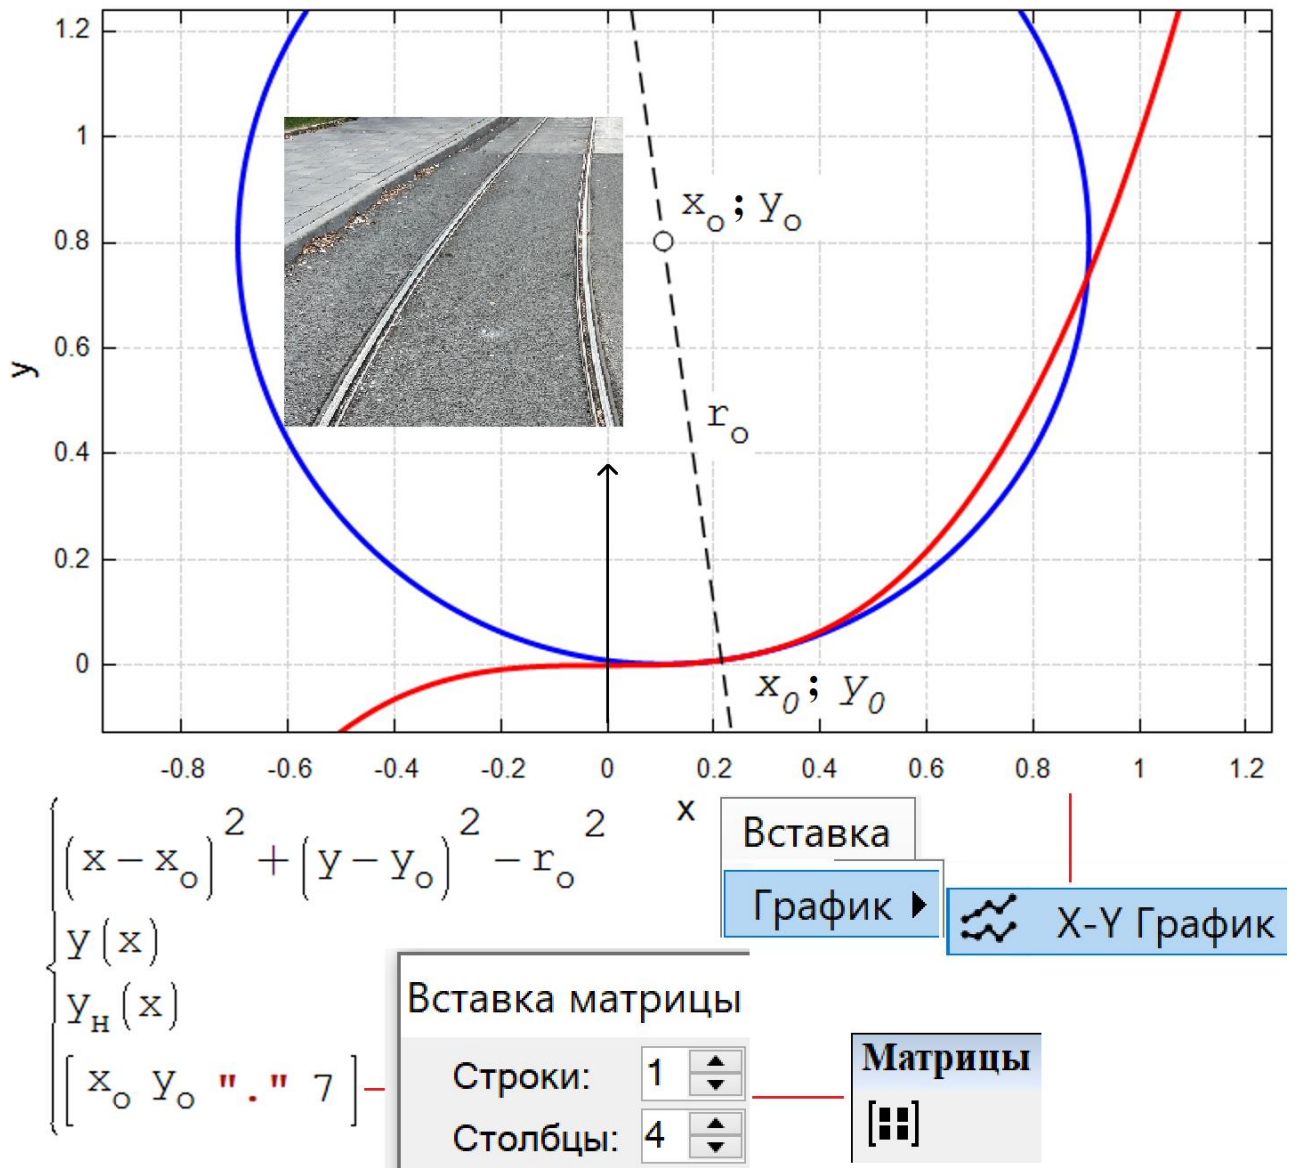 1.2
1
0.8
0.6
0.4
0.2
0
y
x₀; y₀
r₀
x₀; y₀
-0.8 -0.6 -0.4 -0.2 0 0.2 0.4 0.6 0.8 1 1.2
x
(x-x₀)²+(y-y₀)²-r₀²
y(x)
yн(x)
[x₀ y₀ "." 7]
Вставка
График
X-Y График
Вставка матрицы
Строки: 1
Столбцы: 4
Матрицы